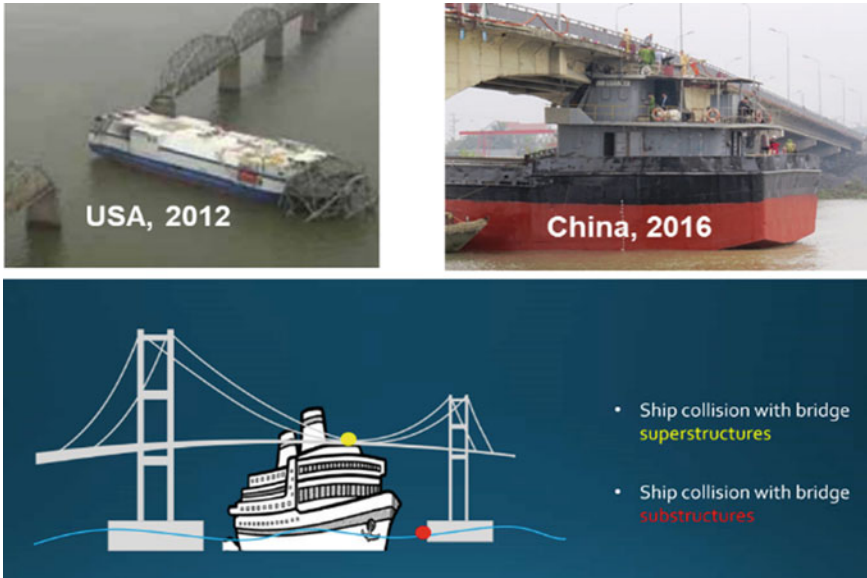 USA, 2012
China, 2016
• Ship collision with bridge
superstructures
• Ship collision with bridge
substructures